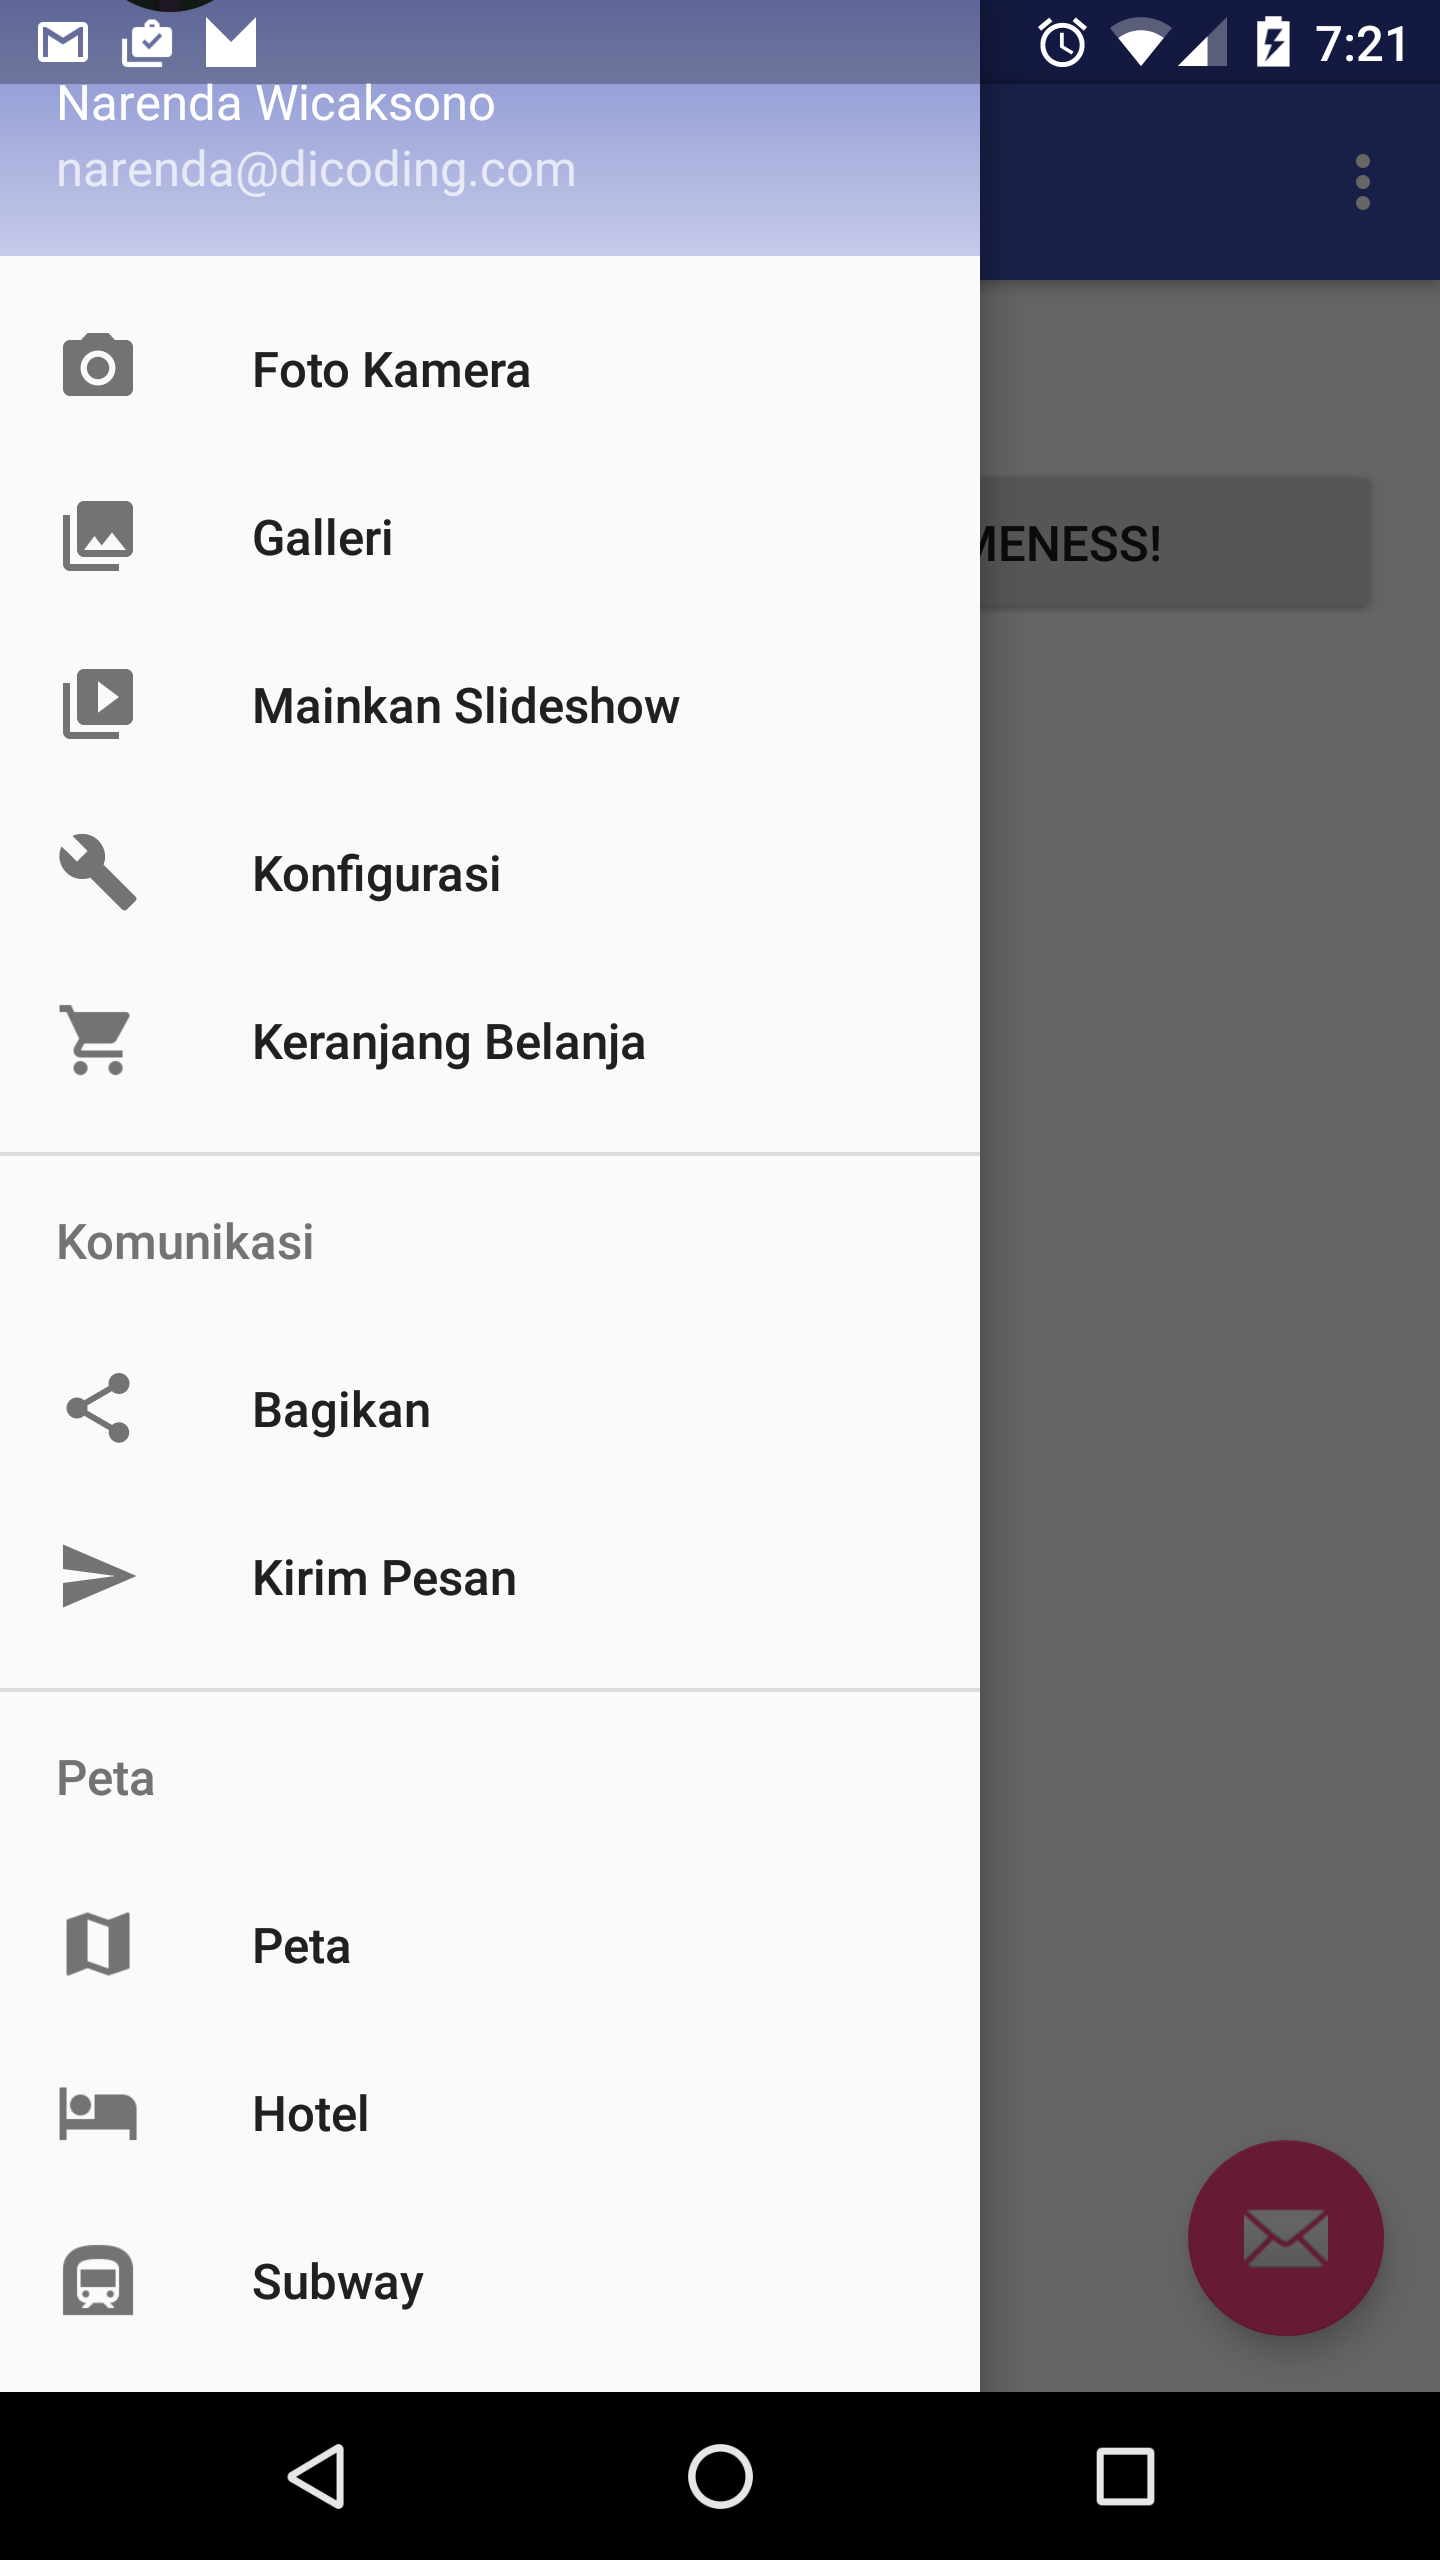 7:21
Narenda Wicaksono
narenda@dicoding.com
Foto Kamera
Galleri
MENESS!
Mainkan Slideshow
Konfigurasi
Keranjang Belanja
Komunikasi
Bagikan
Kirim Pesan
Peta
Peta
Hotel
Subway